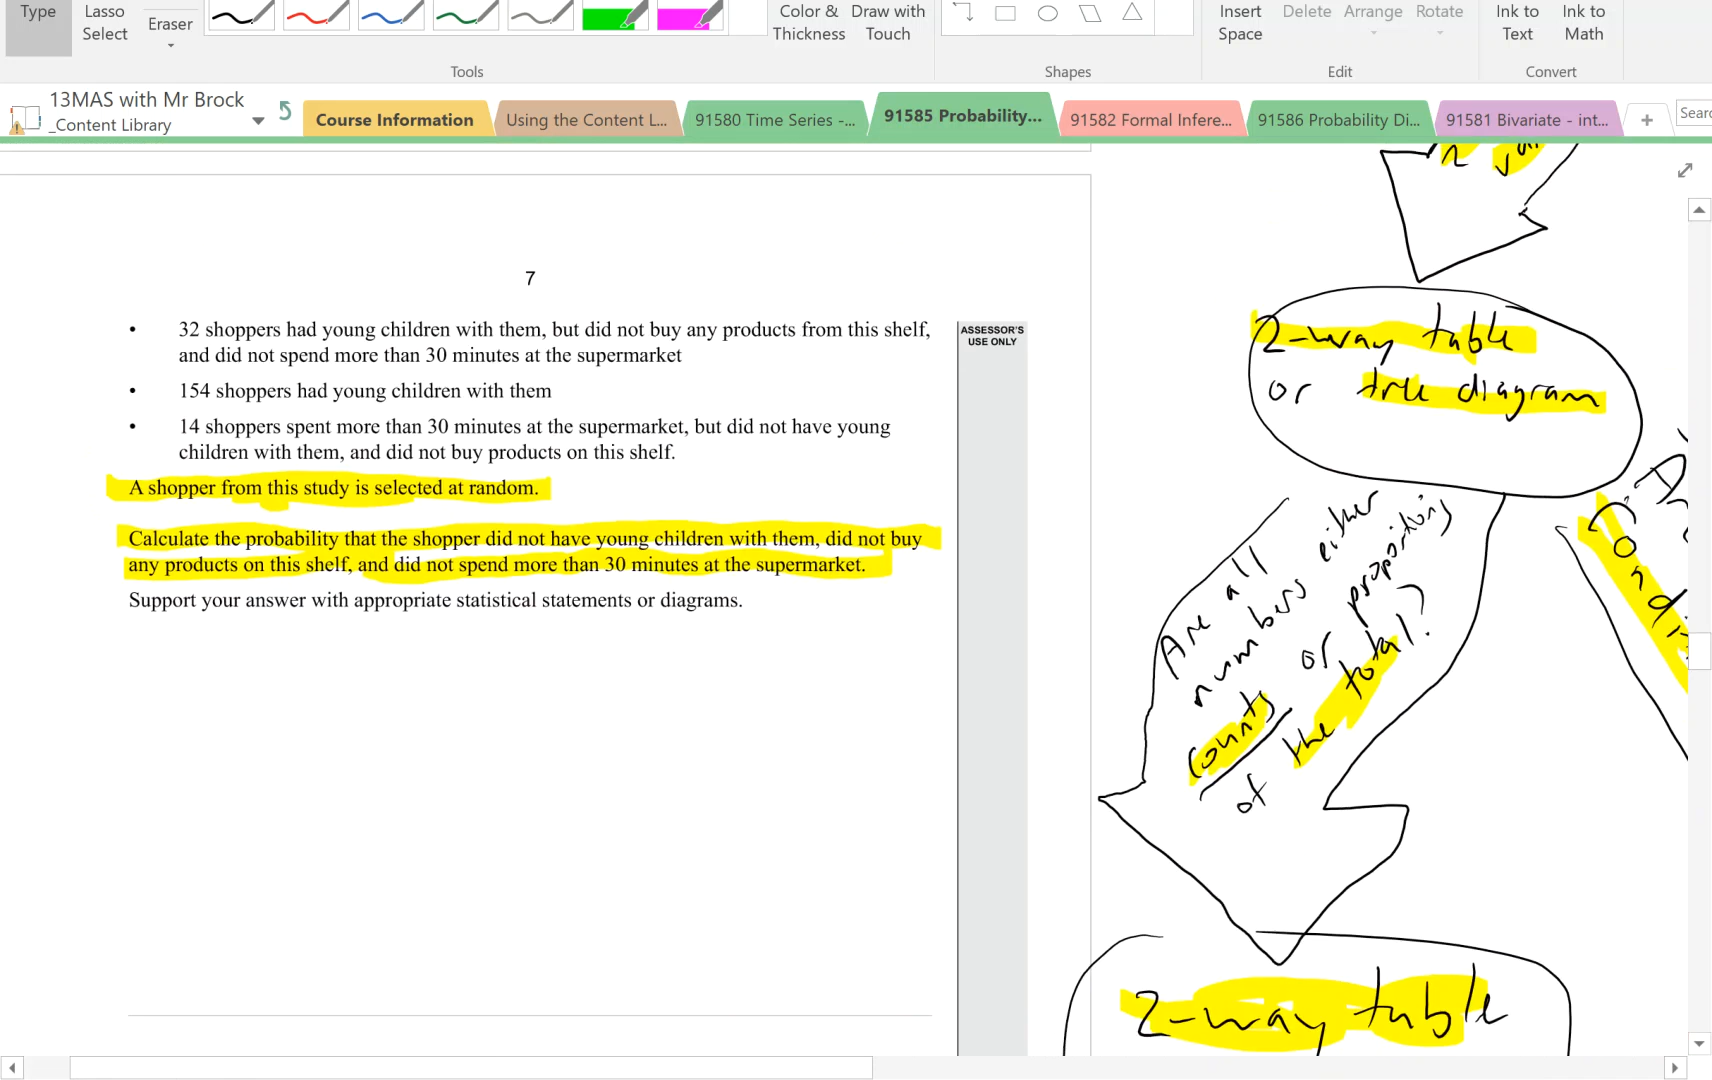 Type
Lasso
Select
Eraser
Color &
Thickness
Draw with
Touch
Insert
Space
Delete
Arrange
Rotate
Ink to
Text
Ink to
Math
Tools
Shapes
Edit
Convert
13MAS with Mr Brock
_Content Library
Course Information
Using the Content L...
91580 Time Series -...
91585 Probability...
91582 Formal Infere...
91586 Probability Di...
91581 Bivariate - int...
+
Sear
2
7
• 32 shoppers had young children with them, but did not buy any products from this shelf,
and did not spend more than 30 minutes at the supermarket
• 154 shoppers had young children with them
• 14 shoppers spent more than 30 minutes at the supermarket, but did not have young
children with them, and did not buy products on this shelf.
A shopper from this study is selected at random.
Calculate the probability that the shopper did not have young children with them, did not buy
any products on this shelf, and did not spend more than 30 minutes at the supermarket.
Support your answer with appropriate statistical statements or diagrams.
ASSESSOR'S
USE ONLY
2-way table
or tree diagram
Are all
numbers either
counts or proportions
of the total?
2-way table